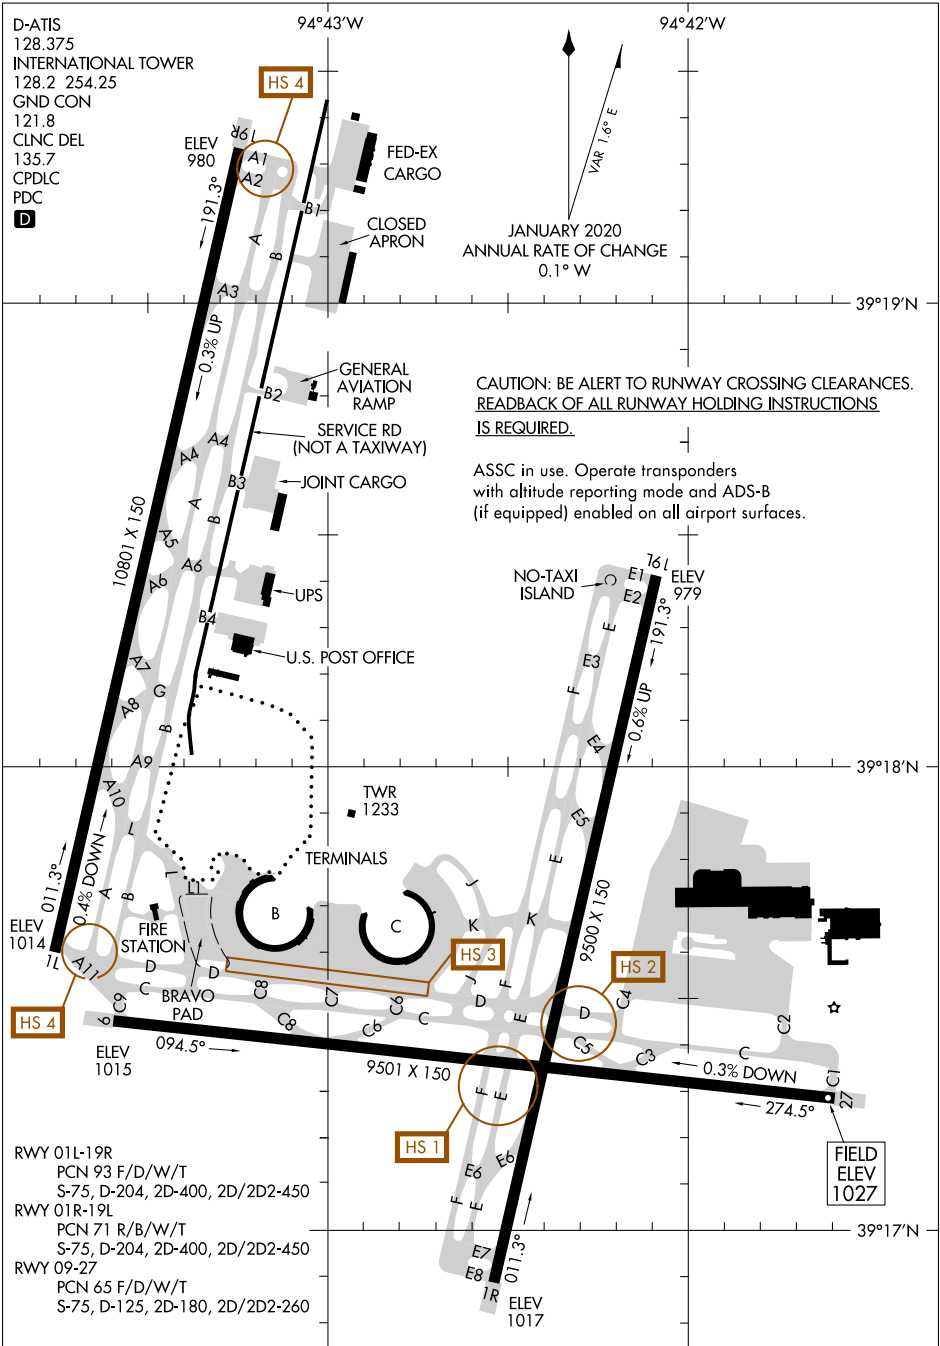 94°43'W
94°42'W
D-ATIS
128.375
INTERNATIONAL TOWER
128.2 254.25
GND CON
121.8
CLNC DEL
135.7
CPDLC
PDC
D
HS 4
19R
ELEV
980
A1
A2
191.3°
FED-EX
CARGO
B1
CLOSED
APRON
A
B
A3
0.3% UP
VAR 1.6° E
JANUARY 2020
ANNUAL RATE OF CHANGE
0.1° W
39°19'N
GENERAL
AVIATION
RAMP
B2
SERVICE RD
(NOT A TAXIWAY)
CAUTION: BE ALERT TO RUNWAY CROSSING CLEARANCES.
READBACK OF ALL RUNWAY HOLDING INSTRUCTIONS
IS REQUIRED.
ASSC in use. Operate transponders
with altitude reporting mode and ADS-B
(if equipped) enabled on all airport surfaces.
A4
A4
B3
JOINT CARGO
A
B
10801 X 150
A5
A6
A6
UPS
B4
U.S. POST OFFICE
A7
G
A8
B
A9
A10
L
NO-TAXI
ISLAND
C
E1
E2
19L
ELEV
979
191.3°
E
E3
F
0.6% UP
E4
39°18'N
E5
E
TWR
1233
TERMINALS
011.3°
0.4% DOWN
A
B
L
L1
B
C
J
K
K
9500 X 150
ELEV
1014
1L
A11
FIRE
STATION
D
D
C
BRAVO
PAD
HS 3
HS 2
HS 4
C9
C8
C8
C7
C6
C6
C
J
D
F
E
D
C4
C5
C3
C
C2
C1
9
ELEV
1015
094.5°
9501 X 150
0.3% DOWN
274.5°
27
FIELD
ELEV
1027
HS 1
F
E
E6
E6
F
E
39°17'N
E7
E8
1R
011.3°
ELEV
1017
RWY 01L-19R
PCN 93 F/D/W/T
S-75, D-204, 2D-400, 2D/2D2-450
RWY 01R-19L
PCN 71 R/B/W/T
S-75, D-204, 2D-400, 2D/2D2-450
RWY 09-27
PCN 65 F/D/W/T
S-75, D-125, 2D-180, 2D/2D2-260